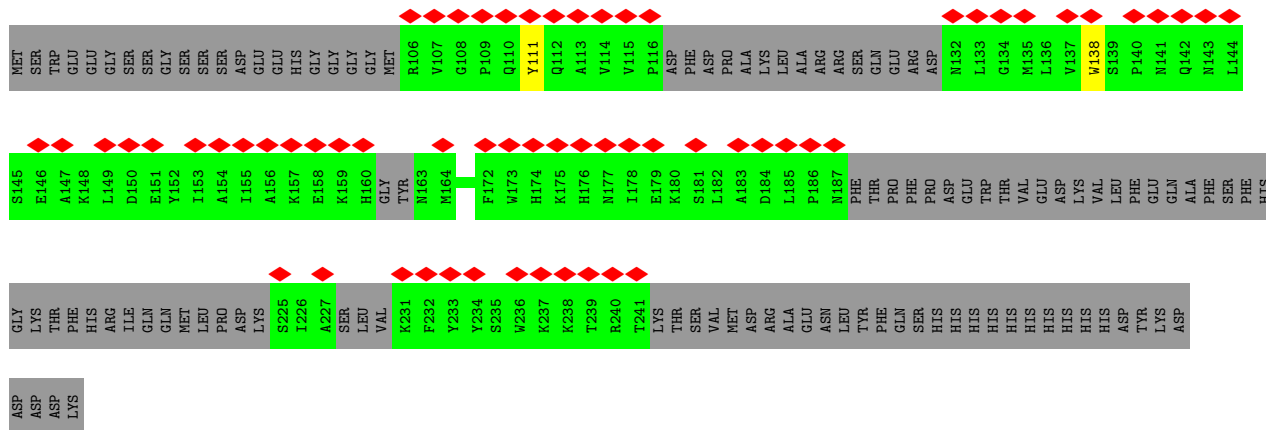 MET SER TRP GLU GLU GLY SER SER GLY SER SER SER ASP GLU GLU HIS GLY GLY GLY GLY MET R106 V107 G108 P109 Q110 Y111 Q112 A113 V114 V115 P116 ASP PHE ASP PRO ALA LYS LEU ALA ARG ARG SER GLN GLU ARG ASP N132 L133 G134 M135 L136 V137 W138 S139 P140 N141 Q142 N143 L144
S145 E146 A147 K148 L149 D150 E151 Y152 I153 A154 I155 A156 K157 E158 K159 H160 GLY TYR N163 M164 F172 W173 H174 K175 H176 N177 I178 E179 K180 S181 L182 A183 D184 L185 P186 N187 PHE THR PRO PHE PRO ASP GLU TRP THR VAL GLU ASP LYS VAL LEU PHE GLU GLN ALA PHE SER PHE HIS
GLY LYS THR PHE HIS ARG ILE GLN GLN MET LEU PRO ASP LYS S225 I226 A227 SER LEU VAL K231 F232 Y233 Y234 S235 W236 K237 K238 T239 R240 T241 LYS THR SER VAL MET ASP ARG ALA GLU ASN LEU TYR PHE GLN SER HIS HIS HIS HIS HIS HIS HIS HIS HIS HIS ASP TYR LYS ASP
ASP ASP ASP LYS